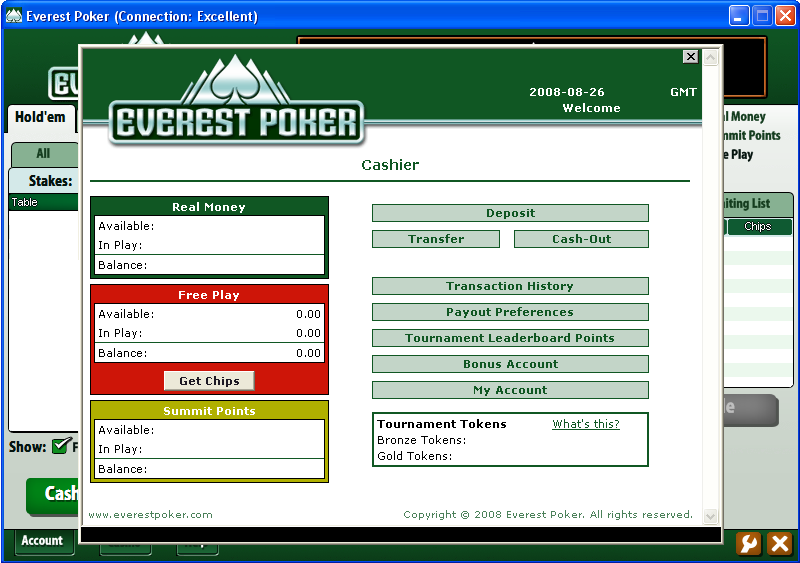 Everest Poker (Connection: Excellent)
2008-08-26 GMT
Welcome
EVEREST POKER
Hold'em
l Money
mmit Points
e Play
All
Stakes:
Table
iting List
Chips
Cashier
Real Money
Available:
In Play:
Balance:
Free Play
Available: 0.00
In Play: 0.00
Balance: 0.00
Get Chips
Summit Points
Available:
In Play:
Balance:
Deposit
Transfer Cash-Out
Transaction History
Payout Preferences
Tournament Leaderboard Points
Bonus Account
My Account
Tournament Tokens What's this?
Bronze Tokens:
Gold Tokens:
www.everestpoker.com Copyright © 2008 Everest Poker. All rights reserved.
Show:
Cash
Account